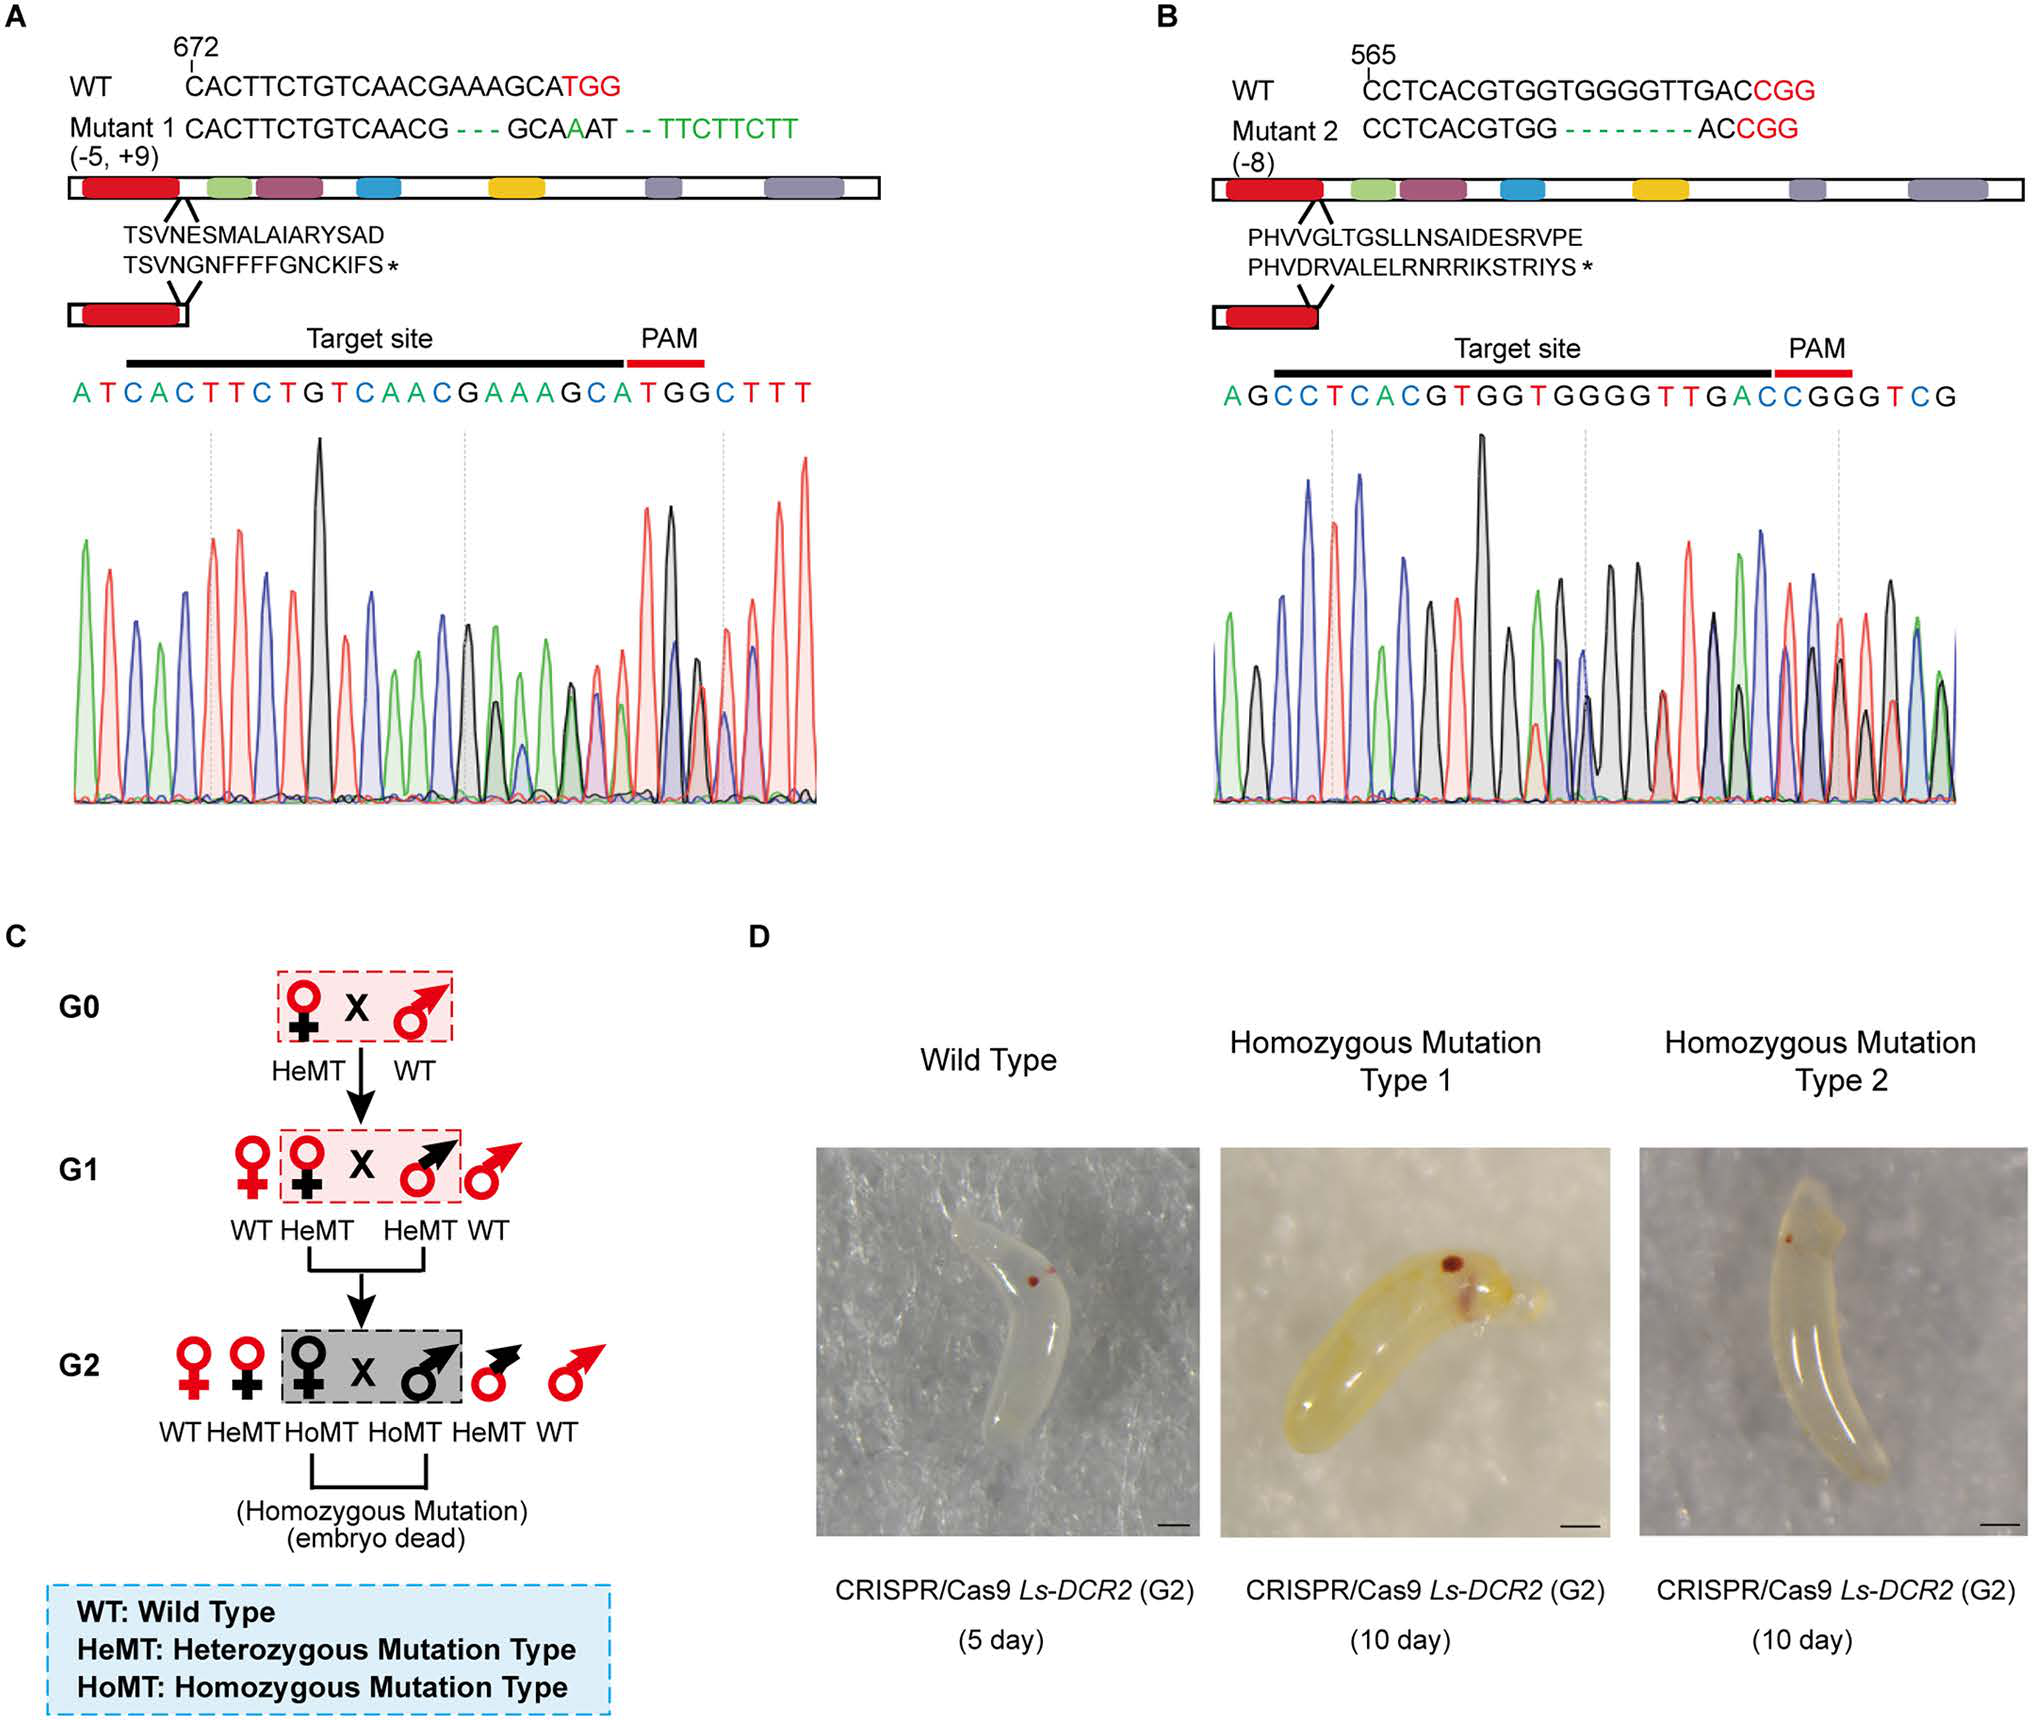 A
672
WT CACTTCTGTCAACGAAAGCATGG
Mutant 1 CACTTCTGTCAACG - - - GCAAAT - - TTCTTCTT
(-5, +9)
TSVNESMALAIARYSAD
TSVNGNFFFFGNCKIFS *
Target site PAM
A T C A C T T C T G T C A A C G A A A G C A T G G C T T T
B
565
WT CCTCACGTGGTGGGGTTGACCGG
Mutant 2 CCTCACGTGG - - - - - - - - ACCGG
(-8)
PHVVGLTGSLLNSAIDESRVPE
PHVDRVALELRNRRIKSTRIYS *
Target site PAM
A G C C T C A C G T G G T G G G G T T G A C C G G G T C G
C
G0
X
HeMT WT
G1
X
WT HeMT HeMT WT
G2
X
WT HeMT HoMT HoMT HeMT WT
(Homozygous Mutation)
(embryo dead)
WT: Wild Type
HeMT: Heterozygous Mutation Type
HoMT: Homozygous Mutation Type
D
Wild Type
Homozygous Mutation
Type 1
Homozygous Mutation
Type 2
CRISPR/Cas9 Ls-DCR2 (G2)
(5 day)
CRISPR/Cas9 Ls-DCR2 (G2)
(10 day)
CRISPR/Cas9 Ls-DCR2 (G2)
(10 day)